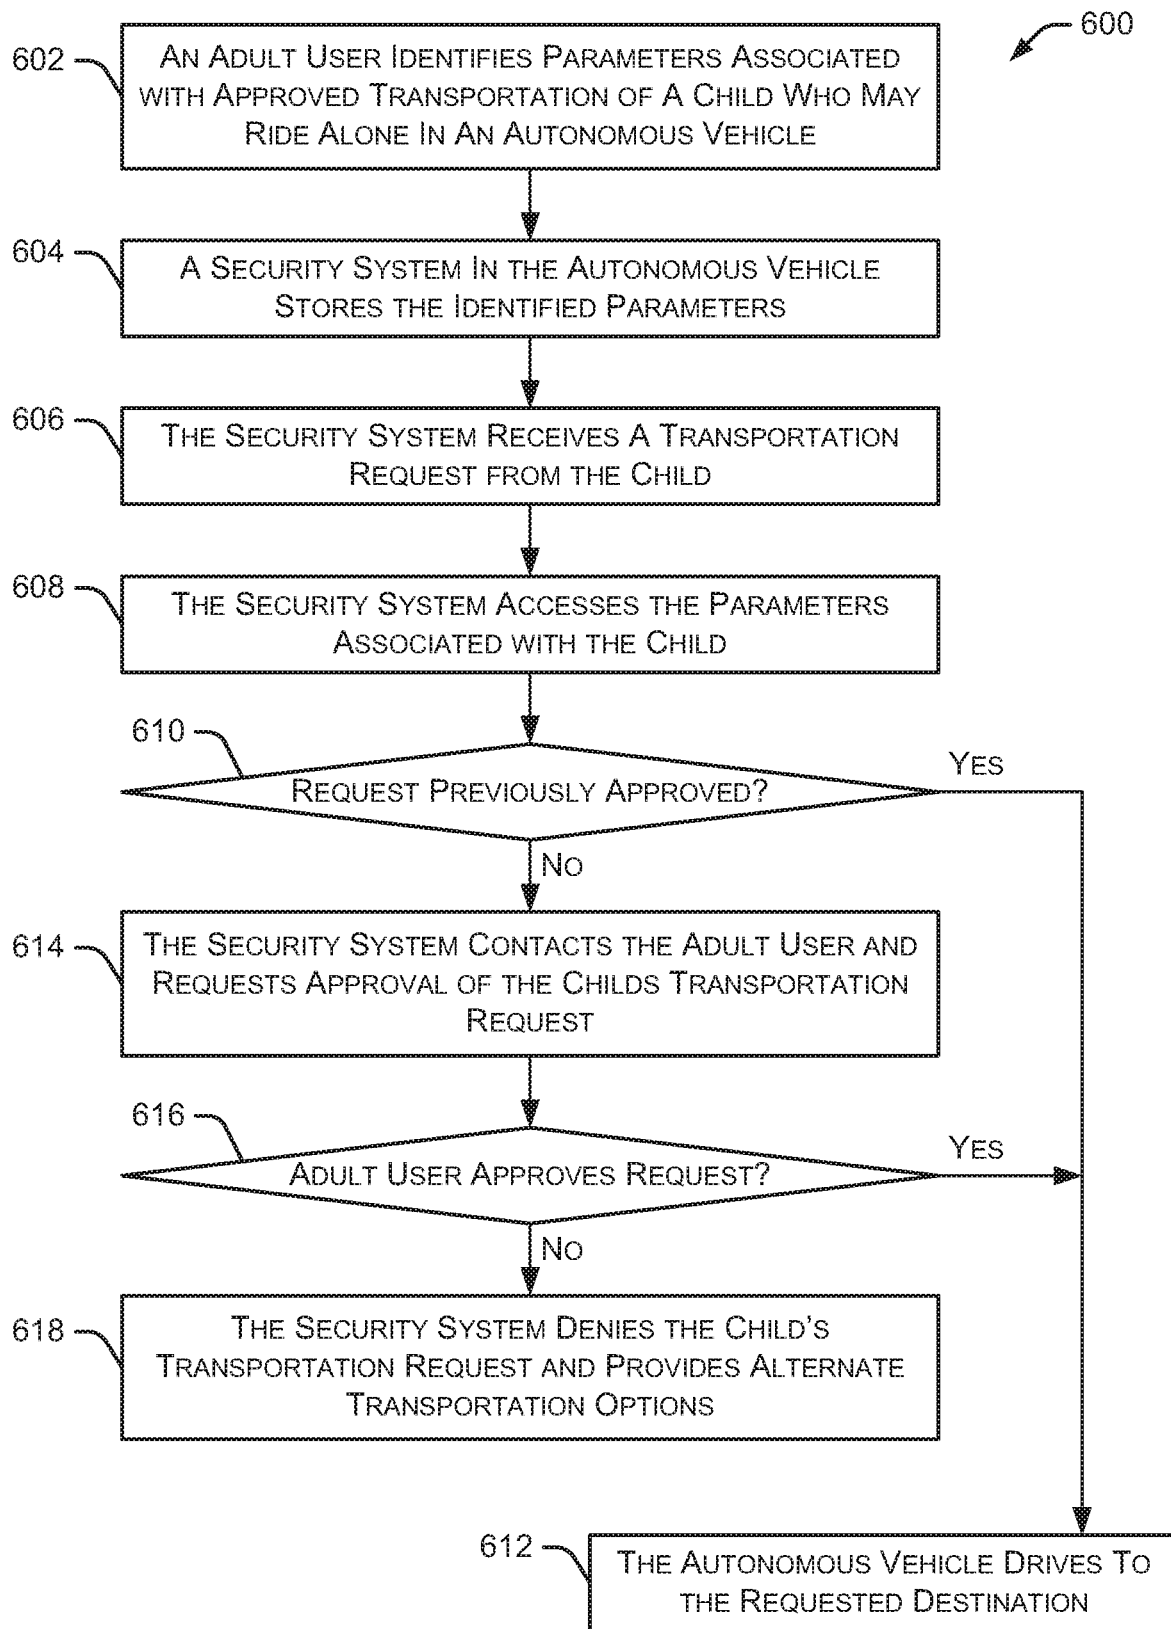 600
602
AN ADULT USER IDENTIFIES PARAMETERS ASSOCIATED
WITH APPROVED TRANSPORTATION OF A CHILD WHO MAY
RIDE ALONE IN AN AUTONOMOUS VEHICLE
604
A SECURITY SYSTEM IN THE AUTONOMOUS VEHICLE
STORES THE IDENTIFIED PARAMETERS
606
THE SECURITY SYSTEM RECEIVES A TRANSPORTATION
REQUEST FROM THE CHILD
608
THE SECURITY SYSTEM ACCESSES THE PARAMETERS
ASSOCIATED WITH THE CHILD
610
REQUEST PREVIOUSLY APPROVED?
YES
NO
614
THE SECURITY SYSTEM CONTACTS THE ADULT USER AND
REQUESTS APPROVAL OF THE CHILDS TRANSPORTATION
REQUEST
616
ADULT USER APPROVES REQUEST?
YES
NO
618
THE SECURITY SYSTEM DENIES THE CHILD'S
TRANSPORTATION REQUEST AND PROVIDES ALTERNATE
TRANSPORTATION OPTIONS
612
THE AUTONOMOUS VEHICLE DRIVES TO
THE REQUESTED DESTINATION